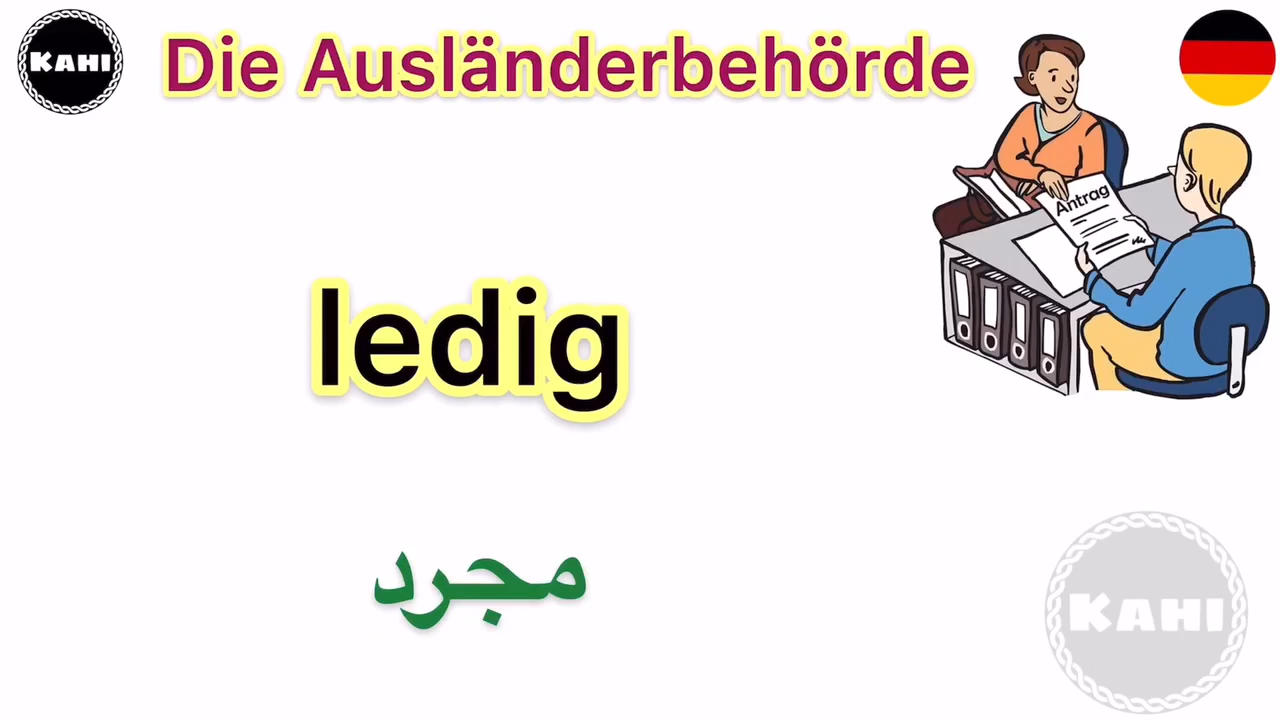 KAHI
Die Ausländerbehörde
Antrag
ledig
مجرد
KAHI